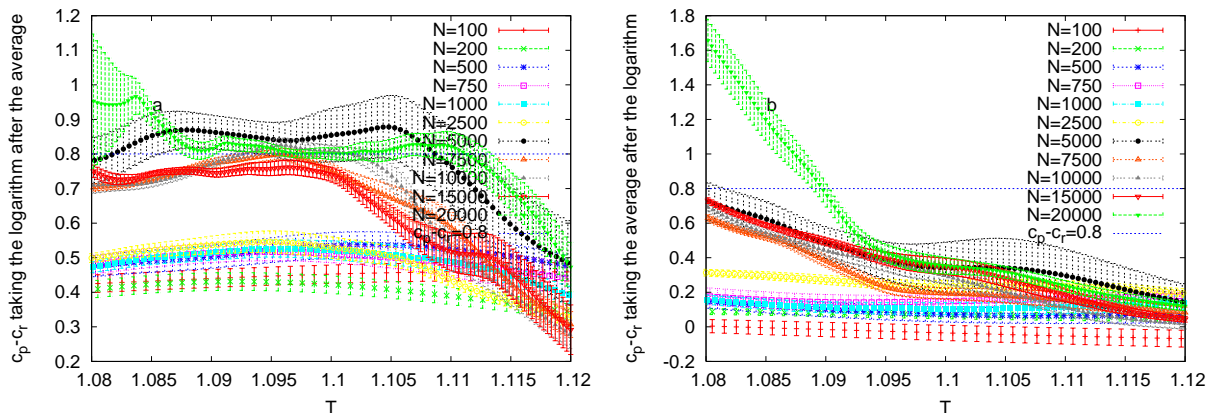 c_p-c_r taking the logarithm after the average
1.2
1.1
1
0.9
0.8
0.7
0.6
0.5
0.4
0.3
0.2
1.08
1.085
1.09
1.095
1.1
1.105
1.11
1.115
1.12
T
a
N=100
N=200
N=500
N=750
N=1000
N=2500
N=5000
N=7500
N=10000
N=15000
N=20000
c_p-c_r=0.8
c_p-c_r taking the average after the logarithm
1.8
1.6
1.4
1.2
1
0.8
0.6
0.4
0.2
0
-0.2
1.08
1.085
1.09
1.095
1.1
1.105
1.11
1.115
1.12
T
b
N=100
N=200
N=500
N=750
N=1000
N=2500
N=5000
N=7500
N=10000
N=15000
N=20000
c_p-c_r=0.8